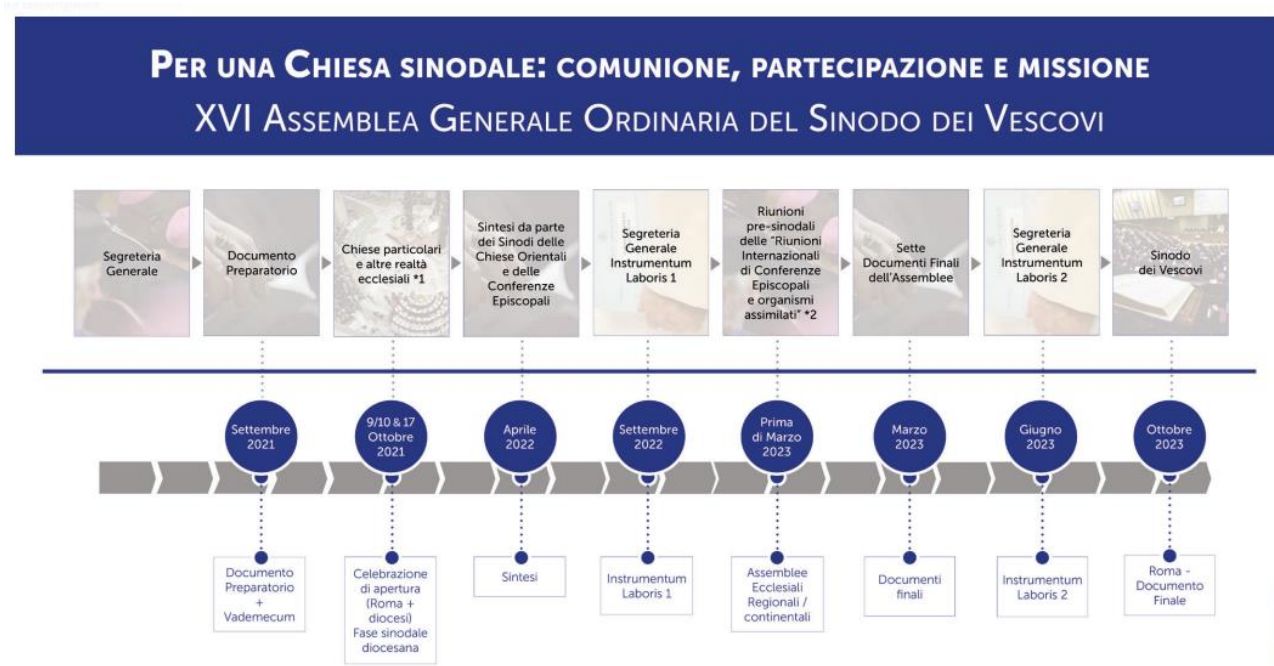 PER UNA CHIESA SINODALE: COMUNIONE, PARTECIPAZIONE E MISSIONE
XVI ASSEMBLEA GENERALE ORDINARIA DEL SINODO DEI VESCOVI
Segreteria
Generale
Documento
Preparatorio
Chiese particolari
e altre realtà
ecclesiali *1
Sintesi da parte
dei Sinodi delle
Chiese Orientali
e delle
Conferenze
Episcopali
Segreteria
Generale
Instrumentum
Laboris 1
Riunioni
pre-sinodali
delle "Riunioni
Internazionali
di Conferenze
Episcopali
e organismi
assimilati" *2
Sette
Documenti Finali
dell'Assemblee
Segreteria
Generale
Instrumentum
Laboris 2
Sinodo
dei Vescovi
Settembre
2021
9/10 & 17
Ottobre
2021
Aprile
2022
Settembre
2022
Prima
di Marzo
2023
Marzo
2023
Giugno
2023
Ottobre
2023
Documento
Preparatorio
+
Vademecum
Celebrazione
di apertura
(Roma +
diocesi)
Fase sinodale
diocesana
Sintesi
Instrumentum
Laboris 1
Assemblee
Ecclesiali
Regionali /
continentali
Documenti
finali
Instrumentum
Laboris 2
Roma -
Documento
Finale